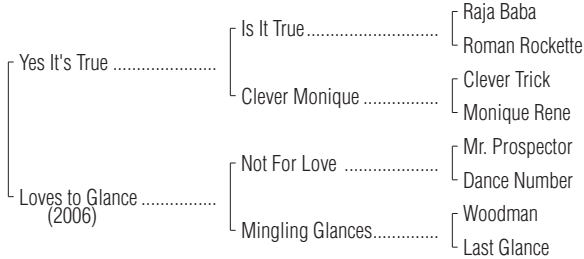 Raja Baba
Is It True
Roman Rockette
Yes It's True
Clever Trick
Clever Monique
Monique Rene
Mr. Prospector
Not For Love
Dance Number
Loves to Glance
(2006)
Woodman
Mingling Glances
Last Glance